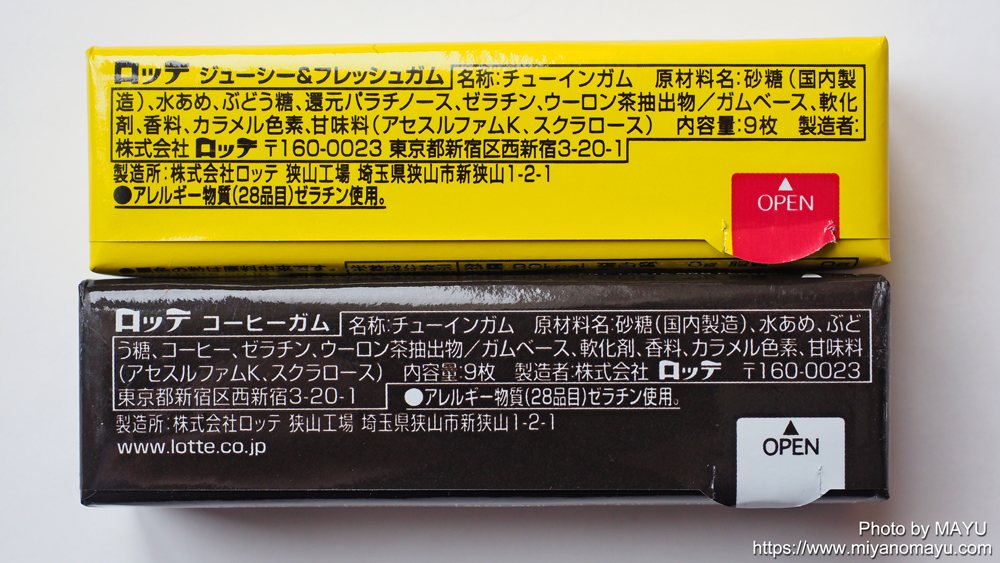 ロッテ ジューシー&フレッシュガム 名称:チューインガム 原材料名:砂糖(国内製
造)、水あめ、ぶどう糖、還元パラチノース、ゼラチン、ウーロン茶抽出物/ガムベース、軟化
剤、香料、カラメル色素、甘味料(アセスルファムK、スクラロース) 内容量:9枚 製造者:
株式会社 ロッテ 〒160-0023 東京都新宿区西新宿3-20-1
製造所:株式会社ロッテ 狭山工場 埼玉県狭山市新狭山1-2-1
●アレルギー物質(28品目)ゼラチン使用。
OPEN
ロッテ コーヒーガム 名称:チューインガム 原材料名:砂糖(国内製造)、水あめ、ぶど
う糖、コーヒー、ゼラチン、ウーロン茶抽出物/ガムベース、軟化剤、香料、カラメル色素、甘味料
(アセスルファムK、スクラロース) 内容量:9枚 製造者:株式会社 ロッテ 〒160-0023
東京都新宿区西新宿3-20-1 ●アレルギー物質(28品目)ゼラチン使用。
製造所:株式会社ロッテ 狭山工場 埼玉県狭山市新狭山1-2-1
www.lotte.co.jp
OPEN
Photo by MAYU
https://www.miyanomayu.com